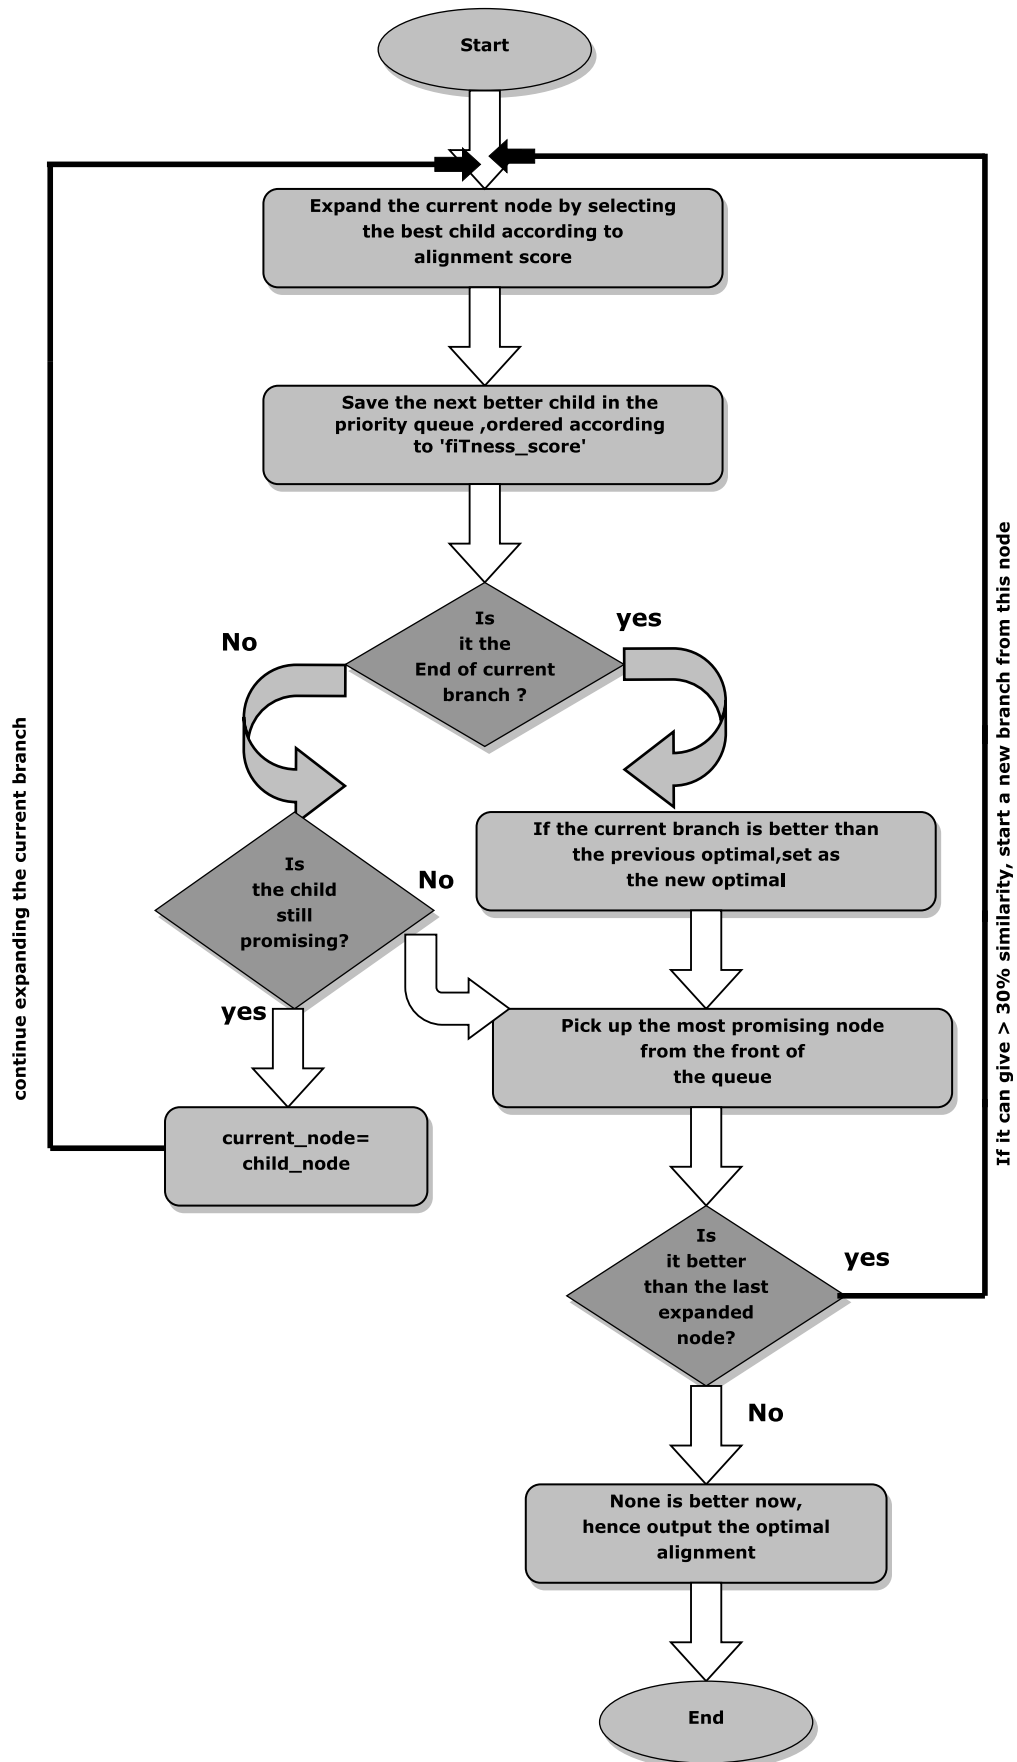 Start
Expand the current node by selecting
the best child according to
alignment score
Save the next better child in the
priority queue ,ordered according
to 'fiTness_score'
Is
it the
End of current
branch ?
No
yes
If the current branch is better than
the previous optimal,set as
the new optimal
Is
the child
still
promising?
No
yes
Pick up the most promising node
from the front of
the queue
current_node=
child_node
continue expanding the current branch
Is
it better
than the last
expanded
node?
yes
If it can give > 30% similarity, start a new branch from this node
No
None is better now,
hence output the optimal
alignment
End